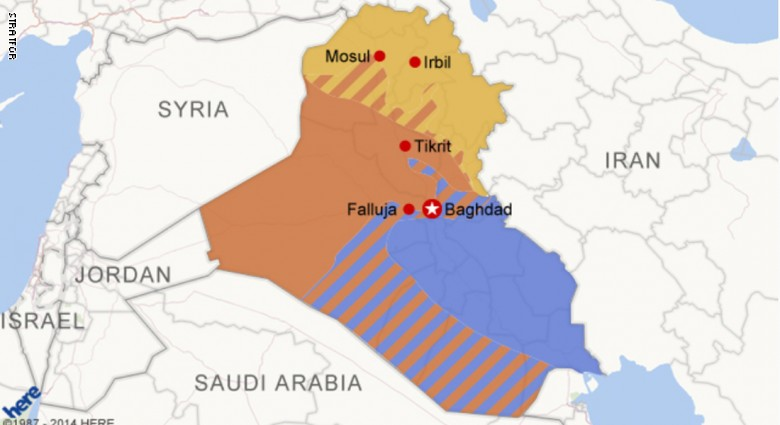 STRATFOR
Mosul
Irbil
SYRIA
Tikrit
IRAN
Falluja
Baghdad
JORDAN
ISRAEL
SAUDI ARABIA
here
©1987 - 2014 HERE